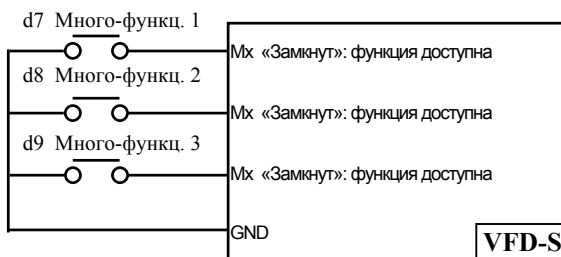 d7 Много-функц. 1
Mx «Замкнут»: функция доступна
d8 Много-функц. 2
Mx «Замкнут»: функция доступна
d9 Много-функц. 3
Mx «Замкнут»: функция доступна
GND
VFD-S